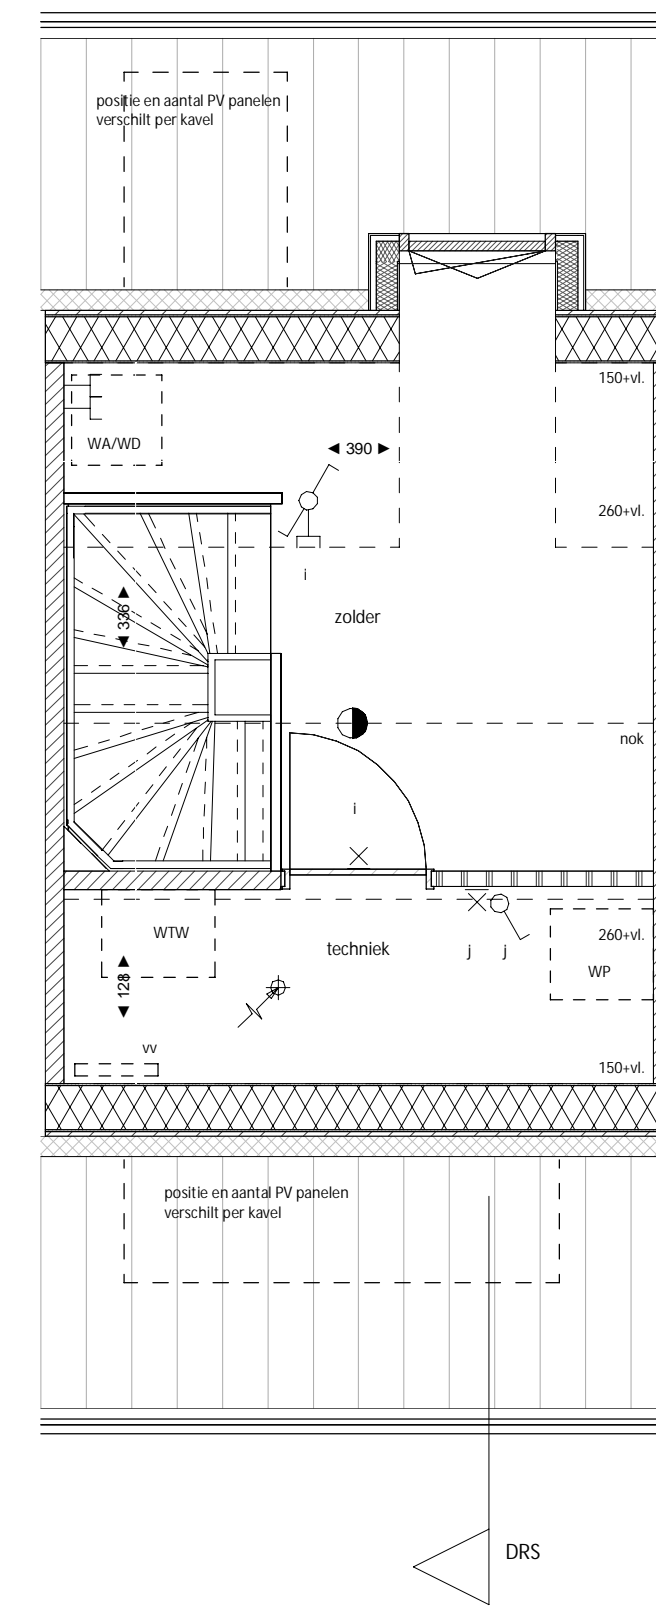 positie en aantal PV panelen
verschilt per kavel
150+vl.
WA/WD
390
260+vl.
i
336
zolder
nok
i
WTW
techniek
j j
260+vl.
WP
128
vv
150+vl.
positie en aantal PV panelen
verschilt per kavel
DRS